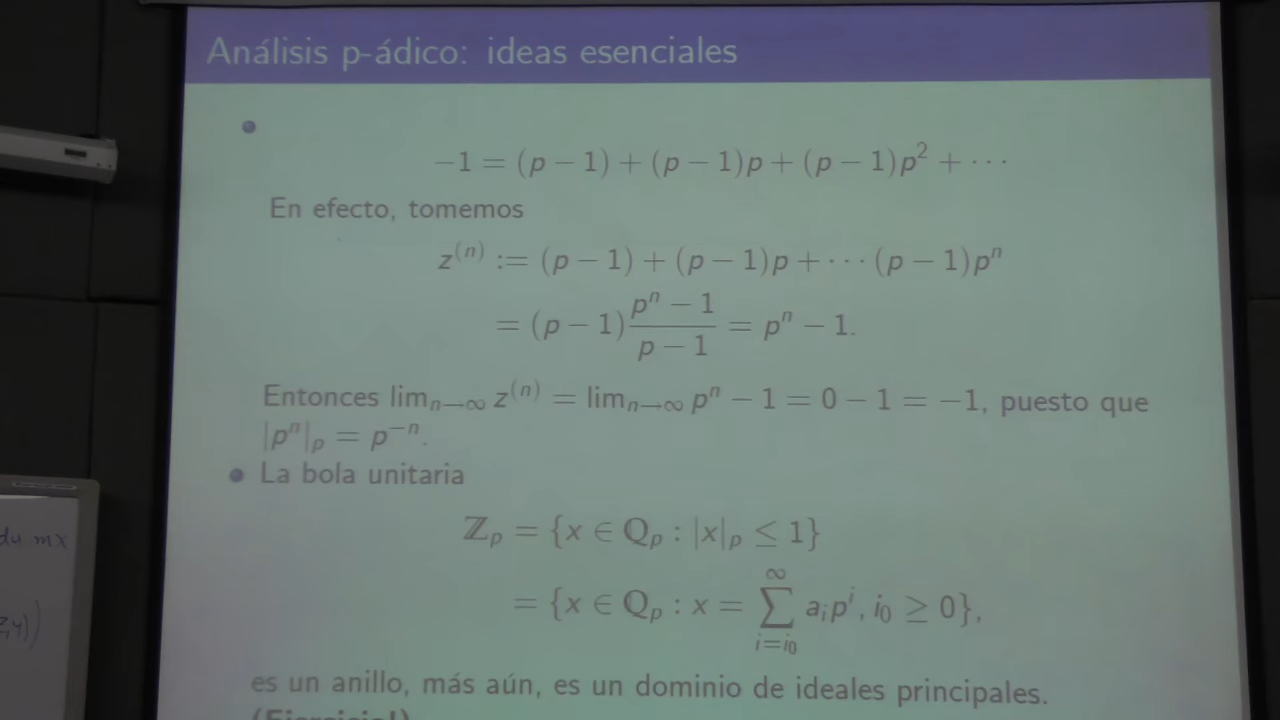 Análisis p-ádico: ideas esenciales
−1 = (p − 1) + (p − 1)p + (p − 1)p² + ⋯
En efecto, tomemos
z⁽ⁿ⁾ := (p − 1) + (p − 1)p + ⋯ (p − 1)pⁿ
= (p − 1) (pⁿ − 1)/(p − 1) = pⁿ − 1.
Entonces lim_{n→∞} z⁽ⁿ⁾ = lim_{n→∞} pⁿ − 1 = 0 − 1 = −1, puesto que
|pⁿ|_p = p⁻ⁿ.
La bola unitaria
ℤ_p = {x ∈ ℚ_p : |x|_p ≤ 1}
= {x ∈ ℚ_p : x = ∑_{i=i₀}^{∞} a_i pⁱ, i₀ ≥ 0},
es un anillo, más aún, es un dominio de ideales principales.
(Ejercicio!)
du mx